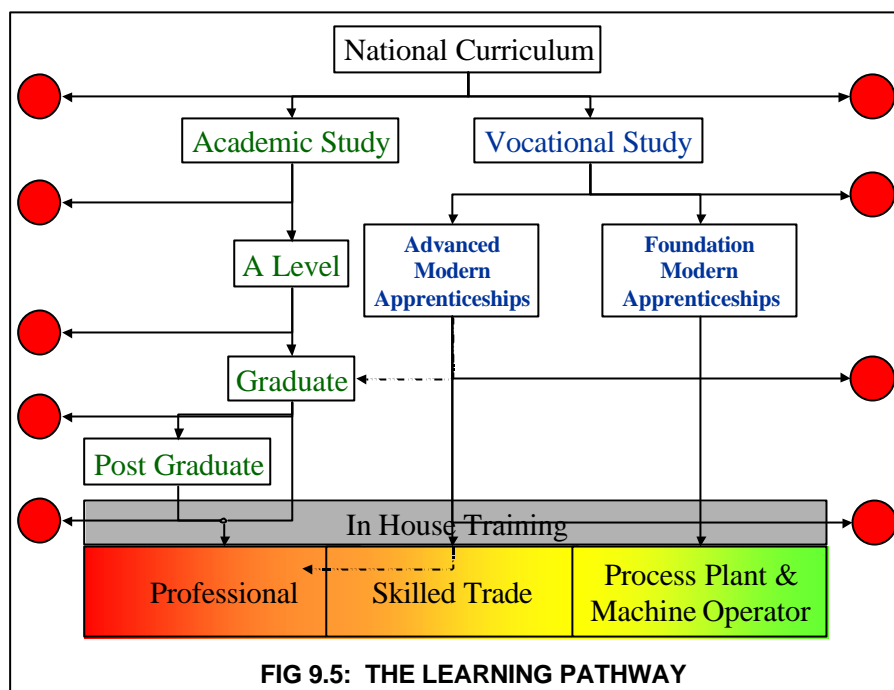 National Curriculum
Academic Study
Vocational Study
Advanced
Modern
Apprenticeships
Foundation
Modern
Apprenticeships
A Level
Graduate
Post Graduate
In House Training
Professional
Skilled Trade
Process Plant &
Machine Operator
FIG 9.5: THE LEARNING PATHWAY